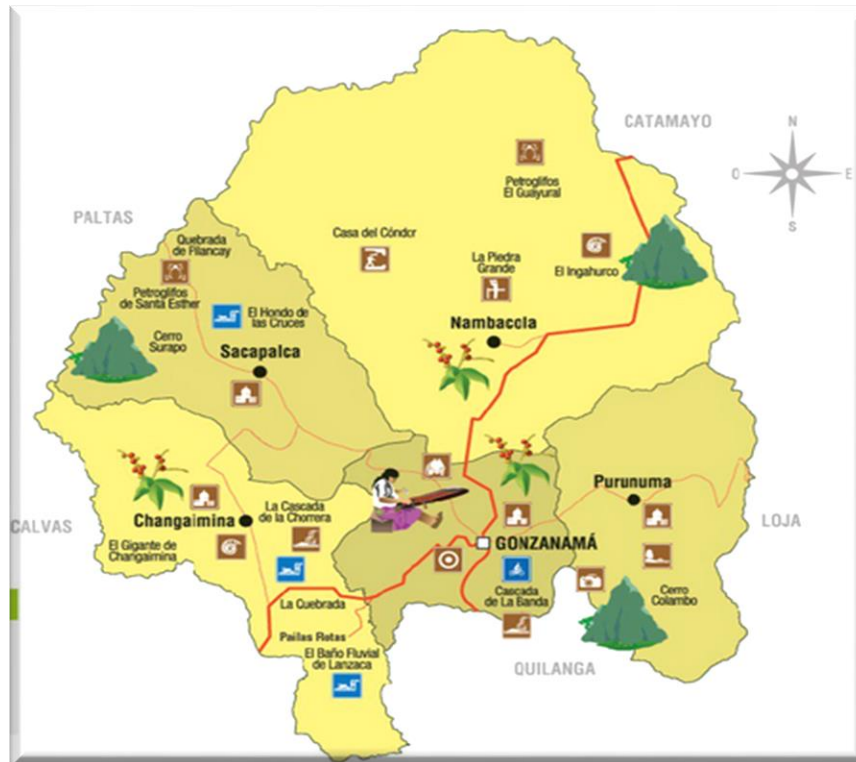 N
CATAMAYO
O
E
S
Petroglifos
El Guayural
PALTAS
Quebrada
de Pilancay
Casa del Cóndor
La Piedra
Grande
El Ingahurco
Petroglifos
de Santa Esther
El Hondo de
las Cruces
Cerro
Surapo
Nambacola
Sacapalca
Purunuma
La Cascada
de la Chorrera
Changaimina
CALVAS
LOJA
El Gigante de
Changaimina
GONZANAMÁ
Cascada
de La Banda
Cerro
Colambo
La Quebrada
Pailas Rotas
El Baño Fluvial
de Lanzaca
QUILANGA